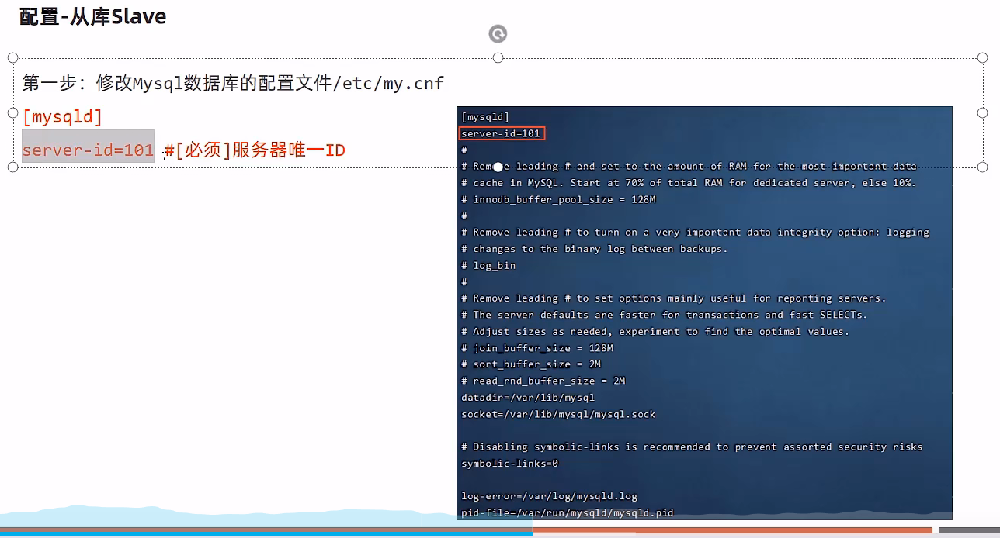 配置-从库Slave
第一步：修改Mysql数据库的配置文件/etc/my.cnf
[mysqld]
server-id=101 #[必须]服务器唯一ID
[mysqld]
server-id=101
#
# Remove leading # and set to the amount of RAM for the most important data
# cache in MySQL. Start at 70% of total RAM for dedicated server, else 10%.
# innodb_buffer_pool_size = 128M
#
# Remove leading # to turn on a very important data integrity option: logging
# changes to the binary log between backups.
# log_bin
#
# Remove leading # to set options mainly useful for reporting servers.
# The server defaults are faster for transactions and fast SELECTs.
# Adjust sizes as needed, experiment to find the optimal values.
# join_buffer_size = 128M
# sort_buffer_size = 2M
# read_rnd_buffer_size = 2M
datadir=/var/lib/mysql
socket=/var/lib/mysql/mysql.sock
# Disabling symbolic-links is recommended to prevent assorted security risks
symbolic-links=0
log-error=/var/log/mysqld.log
pid-file=/var/run/mysqld/mysqld.pid